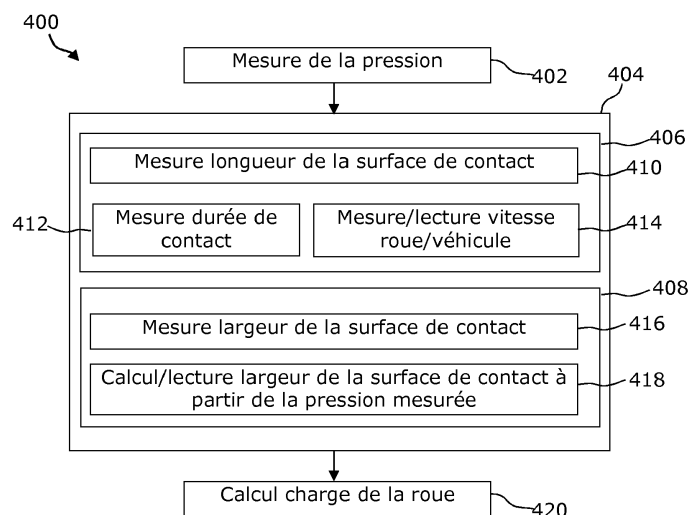 400
Mesure de la pression
402
404
406
Mesure longueur de la surface de contact
410
412
Mesure durée de
contact
Mesure/lecture vitesse
roue/véhicule
414
408
Mesure largeur de la surface de contact
416
Calcul/lecture largeur de la surface de contact à
partir de la pression mesurée
418
Calcul charge de la roue
420